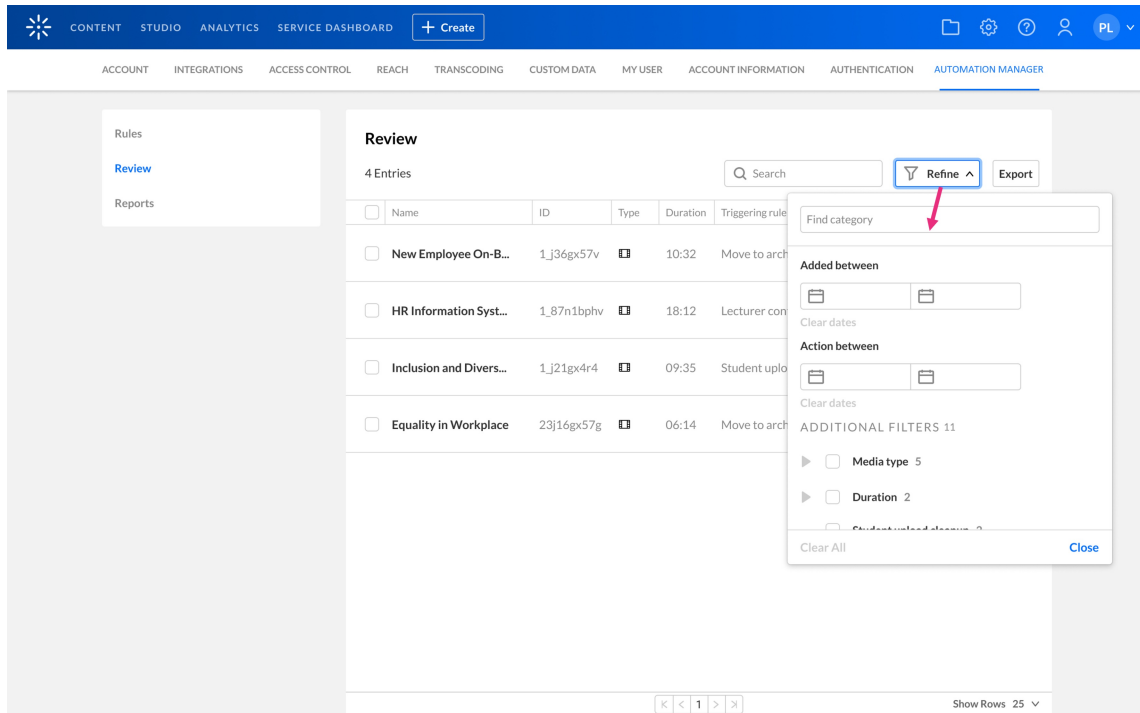 CONTENT STUDIO ANALYTICS SERVICE DASHBOARD + Create PL
ACCOUNT INTEGRATIONS ACCESS CONTROL REACH TRANSCODING CUSTOM DATA MY USER ACCOUNT INFORMATION AUTHENTICATION AUTOMATION MANAGER
Rules
Review
Reports
Review
4 Entries
Search
Refine
Export
Name ID Type Duration Triggering rule
New Employee On-B... 1_j36gx57v 10:32 Move to arch
HR Information Syst... 1_87n1bphv 18:12 Lecturer con
Inclusion and Divers... 1_j21gx4r4 09:35 Student uplo
Equality in Workplace 23j16gx57g 06:14 Move to arch
Find category
Added between
Clear dates
Action between
Clear dates
ADDITIONAL FILTERS 11
Media type 5
Duration 2
Student upload cleanup 2
Clear All Close
1
Show Rows 25